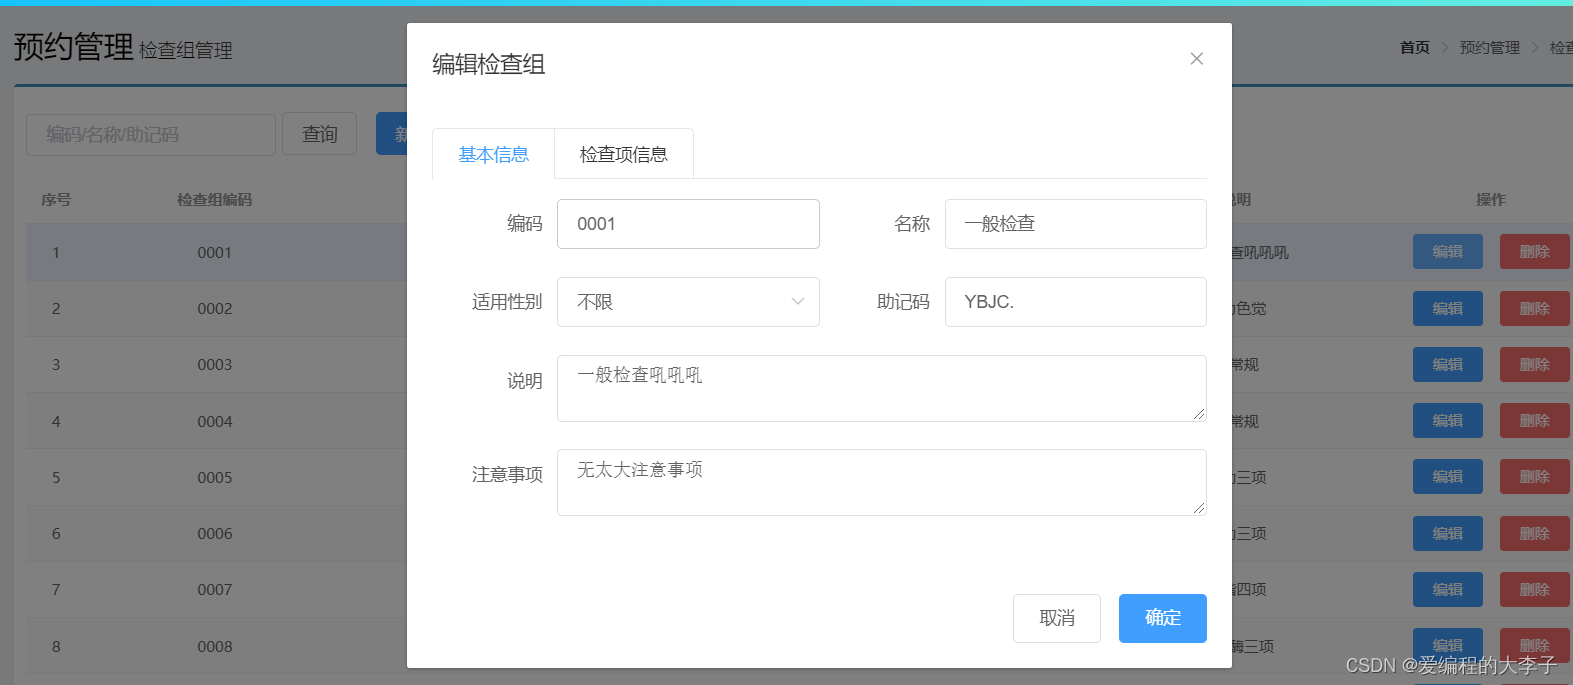 预约管理 检查组管理
首页 > 预约管理 > 检查
编码/名称/助记码 查询 新
序号 检查组编码 说明 操作
1 0001 查吼吼吼 编辑 删除
2 0002 色觉 编辑 删除
3 0003 常规 编辑 删除
4 0004 常规 编辑 删除
5 0005 三项 编辑 删除
6 0006 三项 编辑 删除
7 0007 四项 编辑 删除
8 0008 酶三项 编辑 删除
编辑检查组
基本信息 检查项信息
编码 0001 名称 一般检查
适用性别 不限 助记码 YBJC.
说明 一般检查吼吼吼
注意事项 无太大注意事项
取消 确定
CSDN @爱编程的大李子